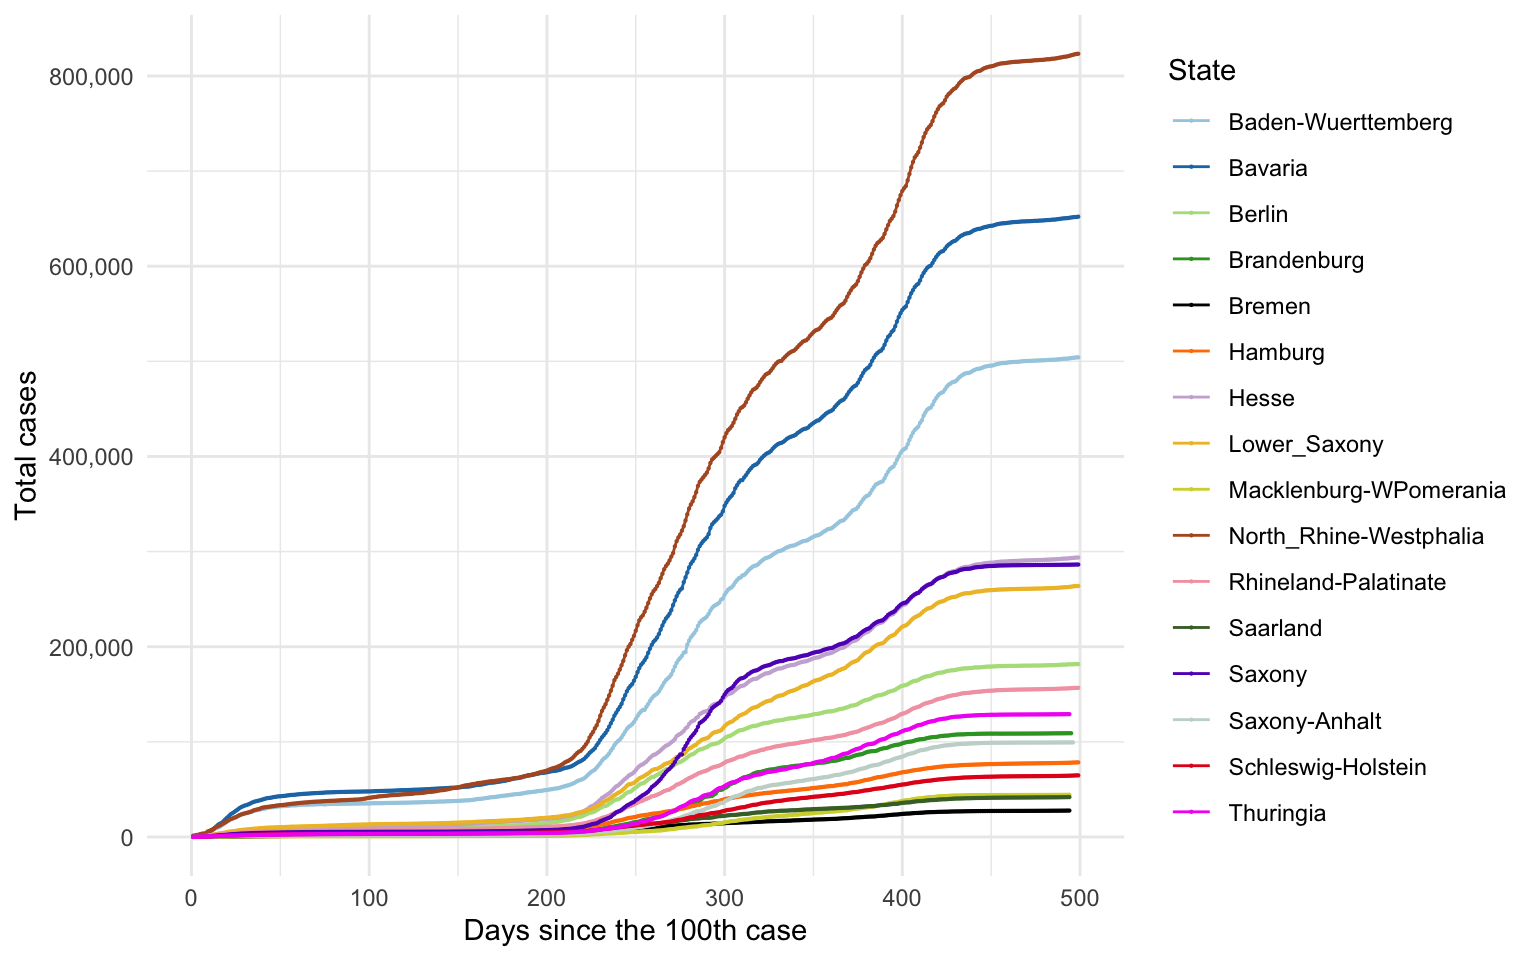 State
Baden-Wuerttemberg
Bavaria
Berlin
Brandenburg
Bremen
Hamburg
Hesse
Lower_Saxony
Macklenburg-WPomerania
North_Rhine-Westphalia
Rhineland-Palatinate
Saarland
Saxony
Saxony-Anhalt
Schleswig-Holstein
Thuringia
Total cases
800,000
600,000
400,000
200,000
0
0 100 200 300 400 500
Days since the 100th case